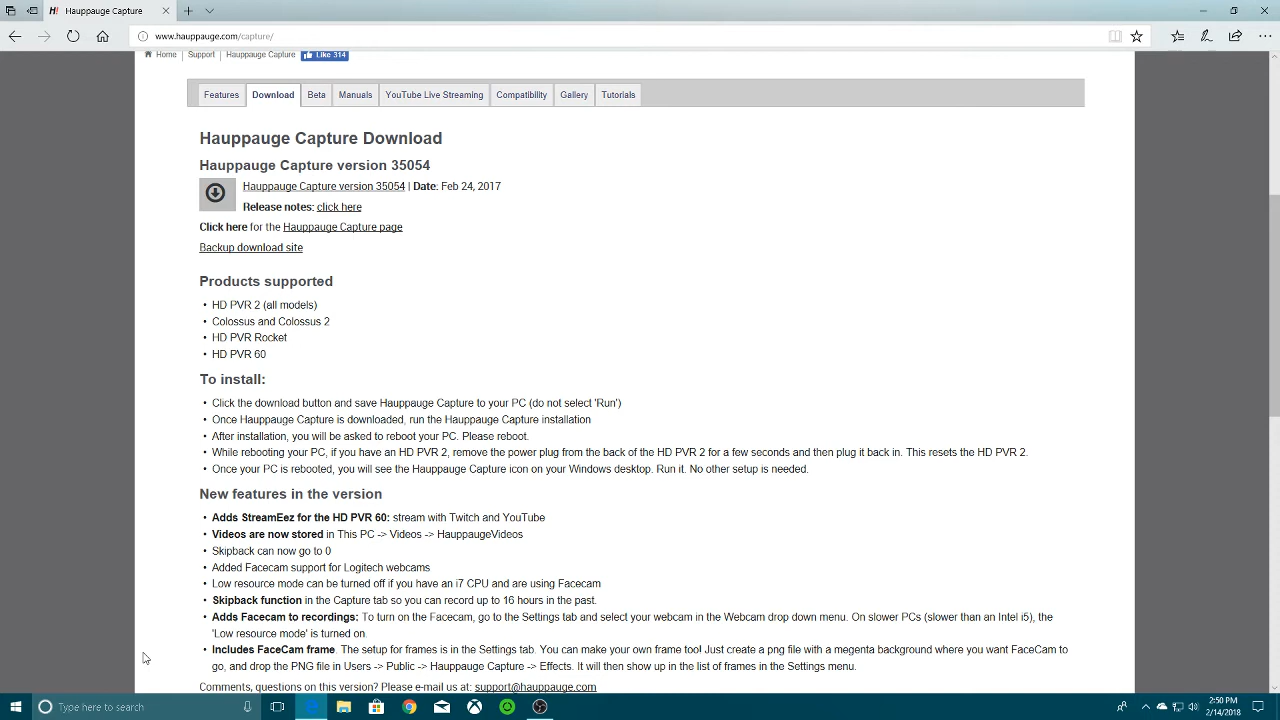 H! Hauppauge Capture
www.hauppauge.com/capture/
Home Support Hauppauge Capture Like 314
Features Download Beta Manuals YouTube Live Streaming Compatibility Gallery Tutorials
Hauppauge Capture Download
Hauppauge Capture version 35054
Hauppauge Capture version 35054 | Date: Feb 24, 2017
Release notes: click here
Click here for the Hauppauge Capture page
Backup download site
Products supported
• HD PVR 2 (all models)
• Colossus and Colossus 2
• HD PVR Rocket
• HD PVR 60
To install:
• Click the download button and save Hauppauge Capture to your PC (do not select 'Run')
• Once Hauppauge Capture is downloaded, run the Hauppauge Capture installation
• After installation, you will be asked to reboot your PC. Please reboot.
• While rebooting your PC, if you have an HD PVR 2, remove the power plug from the back of the HD PVR 2 for a few seconds and then plug it back in. This resets the HD PVR 2.
• Once your PC is rebooted, you will see the Hauppauge Capture icon on your Windows desktop. Run it. No other setup is needed.
New features in the version
• Adds StreamEez for the HD PVR 60: stream with Twitch and YouTube
• Videos are now stored in This PC -> Videos -> HauppaugeVideos
• Skipback can now go to 0
• Added Facecam support for Logitech webcams
• Low resource mode can be turned off if you have an i7 CPU and are using Facecam
• Skipback function in the Capture tab so you can record up to 16 hours in the past.
• Adds Facecam to recordings: To turn on the Facecam, go to the Settings tab and select your webcam in the Webcam drop down menu. On slower PCs (slower than an Intel i5), the
'Low resource mode' is turned on.
• Includes FaceCam frame. The setup for frames is in the Settings tab. You can make your own frame too! Just create a png file with a megenta background where you want FaceCam to
go, and drop the PNG file in Users -> Public -> Hauppauge Capture -> Effects. It will then show up in the list of frames in the Settings menu.
Comments, questions on this version? Please e-mail us at: support@hauppauge.com
Type here to search
2:50 PM
2/14/2018